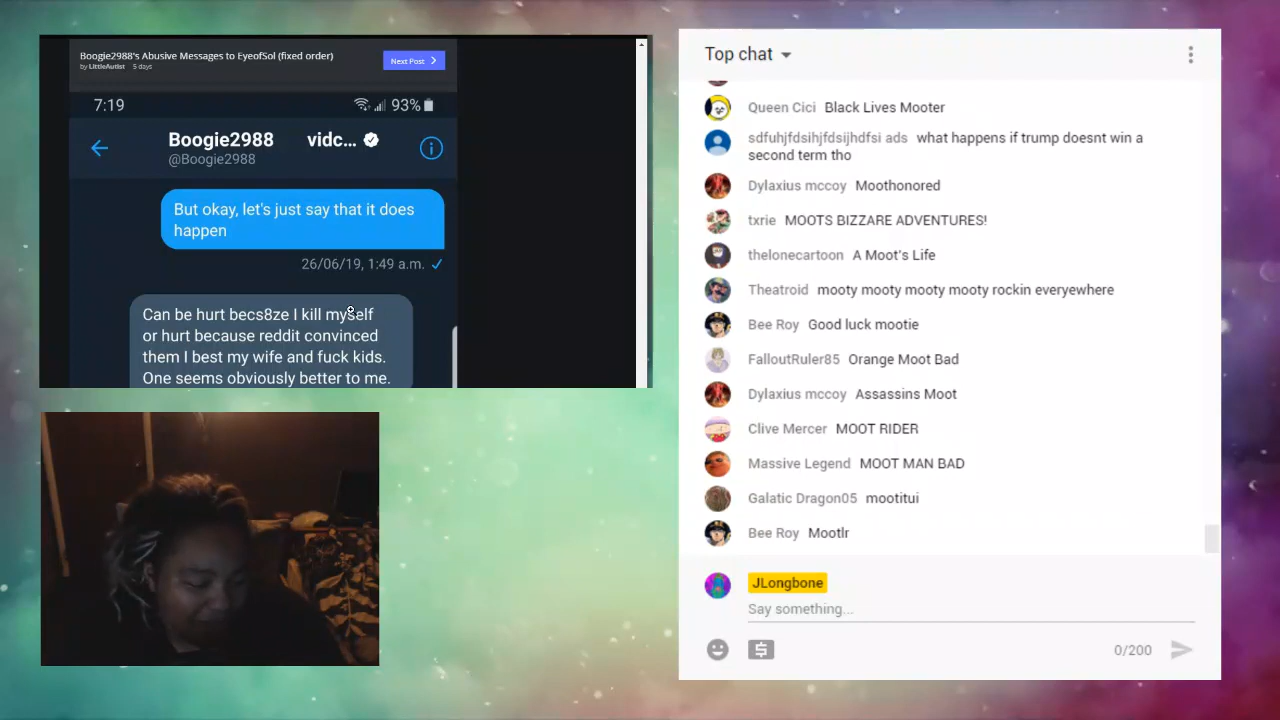 Boogie2988's Abusive Messages to EyeofSol (fixed order)
by LittleAutist 5 days
Next Post
7:19
93%
Boogie2988 vidc...
@Boogie2988
But okay, let's just say that it does
happen
26/06/19, 1:49 a.m.
Can be hurt becs8ze I kill myself
or hurt because reddit convinced
them I best my wife and fuck kids.
One seems obviously better to me.
Top chat
Queen Cici Black Lives Mooter
sdfuhjfdsihjfdsijhdfsi ads what happens if trump doesnt win a
second term tho
Dylaxius mccoy Moothonored
txrie MOOTS BIZZARE ADVENTURES!
thelonecartoon A Moot's Life
Theatroid mooty mooty mooty mooty rockin everyewhere
Bee Roy Good luck mootie
FalloutRuler85 Orange Moot Bad
Dylaxius mccoy Assassins Moot
Clive Mercer MOOT RIDER
Massive Legend MOOT MAN BAD
Galatic Dragon05 mootitui
Bee Roy Mootlr
JLongbone
Say something...
0/200